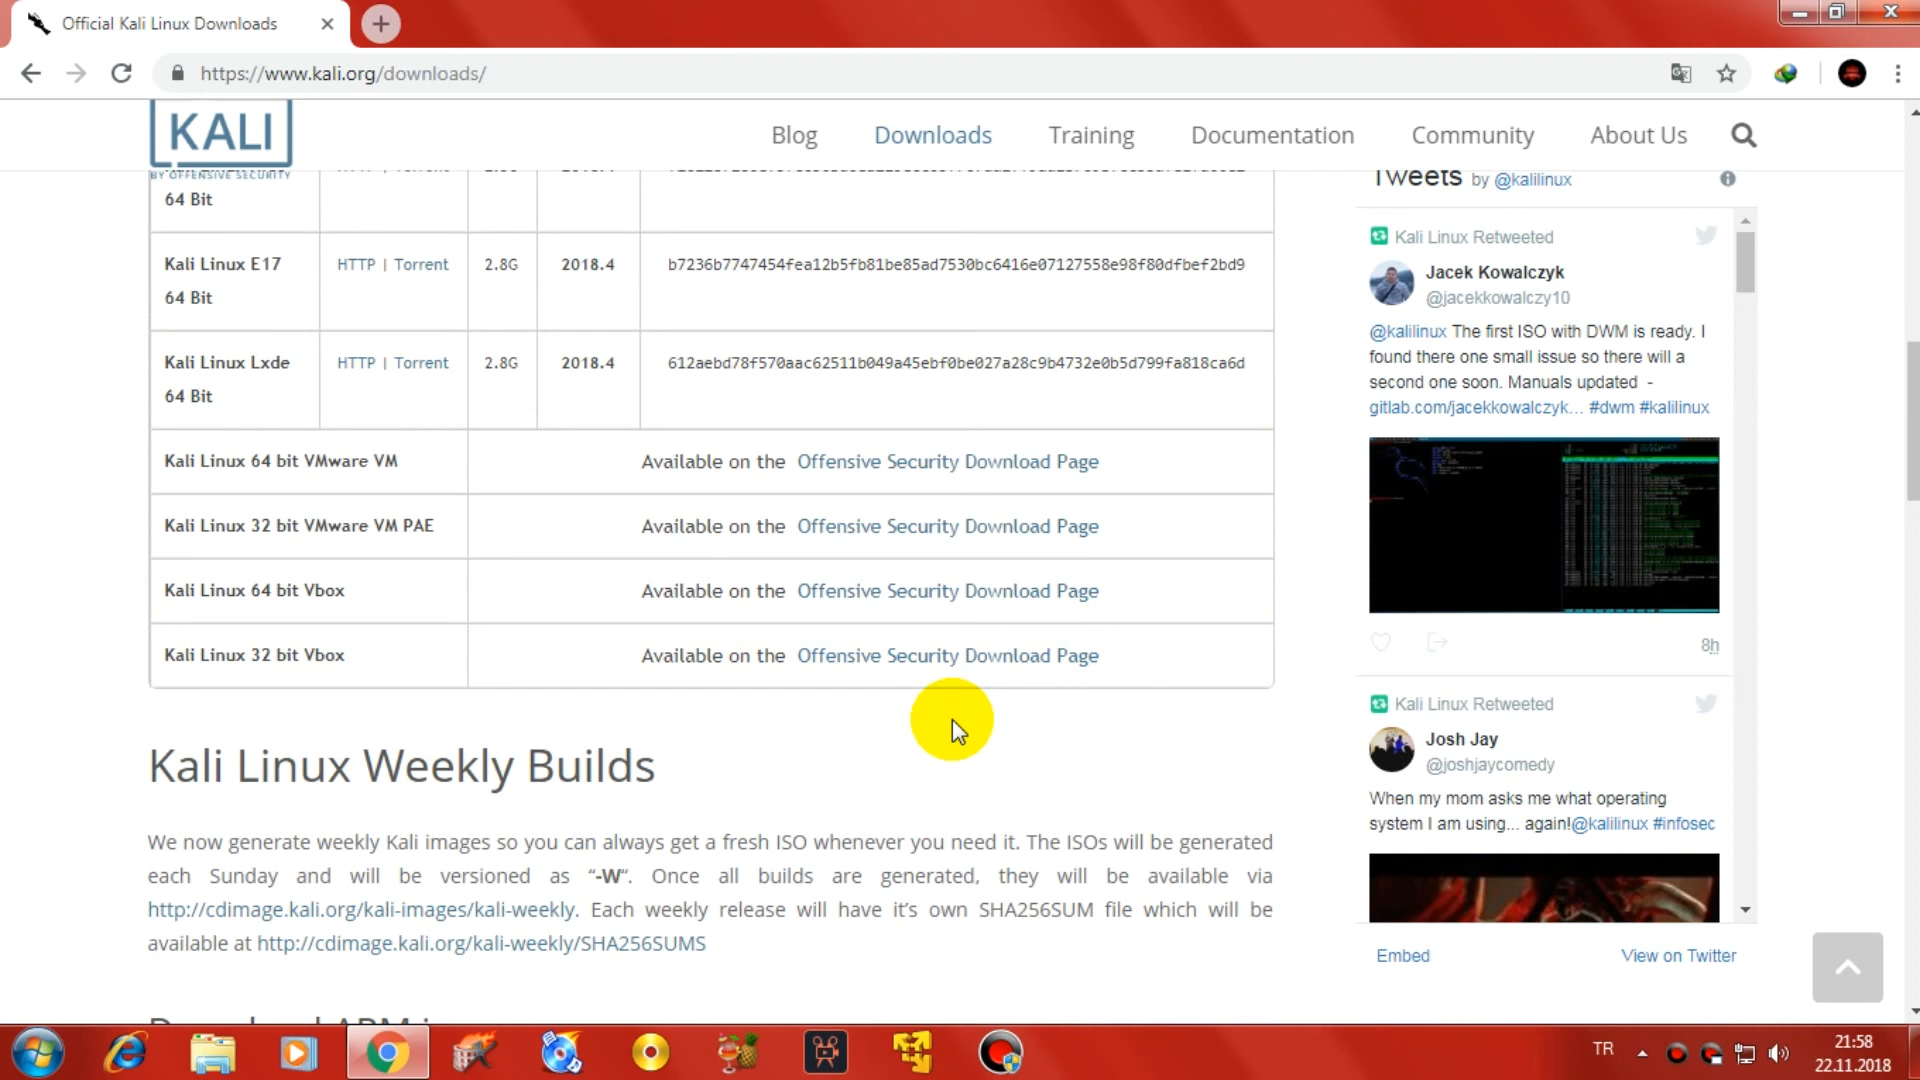 Official Kali Linux Downloads
https://www.kali.org/downloads/
KALI
BY OFFENSIVE SECURITY
Blog
Downloads
Training
Documentation
Community
About Us
64 Bit
Kali Linux E17
64 Bit
HTTP | Torrent
2.8G
2018.4
b7236b7747454fea12b5fb81be85ad7530bc6416e07127558e98f80dfbef2bd9
Kali Linux Lxde
64 Bit
HTTP | Torrent
2.8G
2018.4
612aebd78f570aac62511b049a45ebf0be027a28c9b4732e0b5d799fa818ca6d
Kali Linux 64 bit VMware VM
Available on the Offensive Security Download Page
Kali Linux 32 bit VMware VM PAE
Available on the Offensive Security Download Page
Kali Linux 64 bit Vbox
Available on the Offensive Security Download Page
Kali Linux 32 bit Vbox
Available on the Offensive Security Download Page
Kali Linux Weekly Builds
We now generate weekly Kali images so you can always get a fresh ISO whenever you need it. The ISOs will be generated
each Sunday and will be versioned as “-W“. Once all builds are generated, they will be available via
http://cdimage.kali.org/kali-images/kali-weekly. Each weekly release will have it’s own SHA256SUM file which will be
available at http://cdimage.kali.org/kali-weekly/SHA256SUMS
Tweets by @kalilinux
Kali Linux Retweeted
Jacek Kowalczyk
@jacekkowalczy10
@kalilinux The first ISO with DWM is ready. I
found there one small issue so there will a
second one soon. Manuals updated -
gitlab.com/jacekkowalczyk... #dwm #kalilinux
8h
Kali Linux Retweeted
Josh Jay
@joshjaycomedy
When my mom asks me what operating
system I am using... again!@kalilinux #infosec
Embed
View on Twitter
TR
21:58
22.11.2018